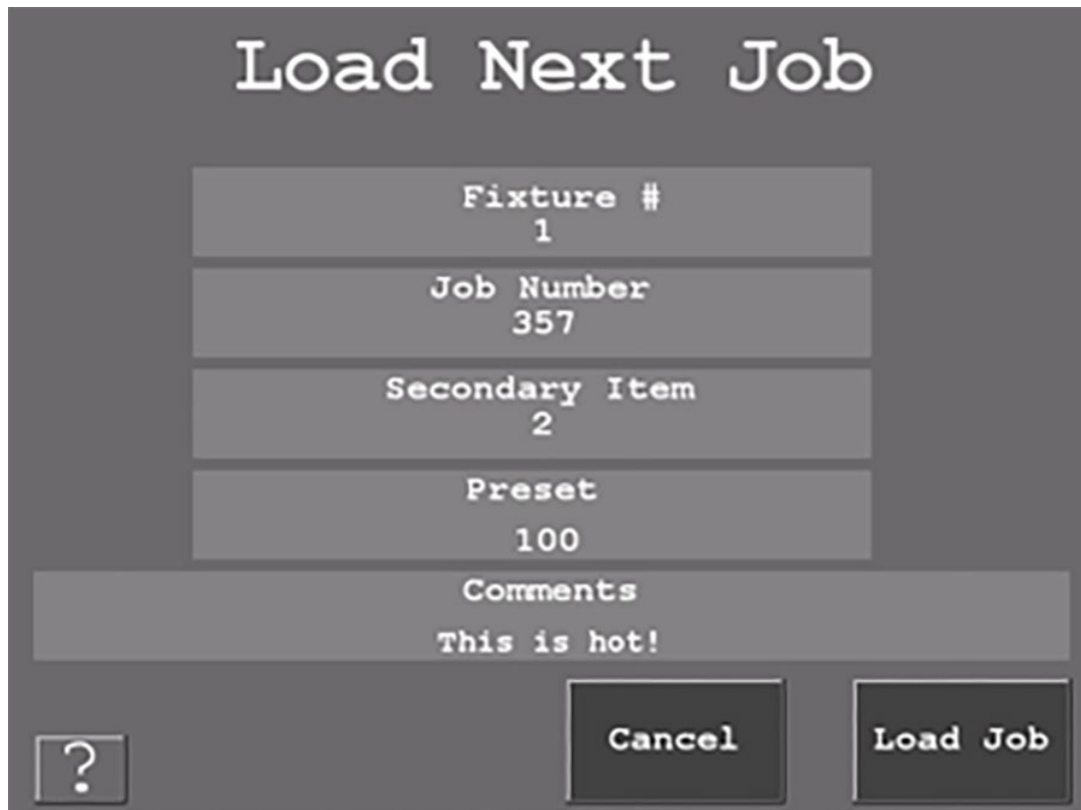 Load Next Job
Fixture #
1
Job Number
357
Secondary Item
2
Preset
100
Comments
This is hot!
?
Cancel
Load Job